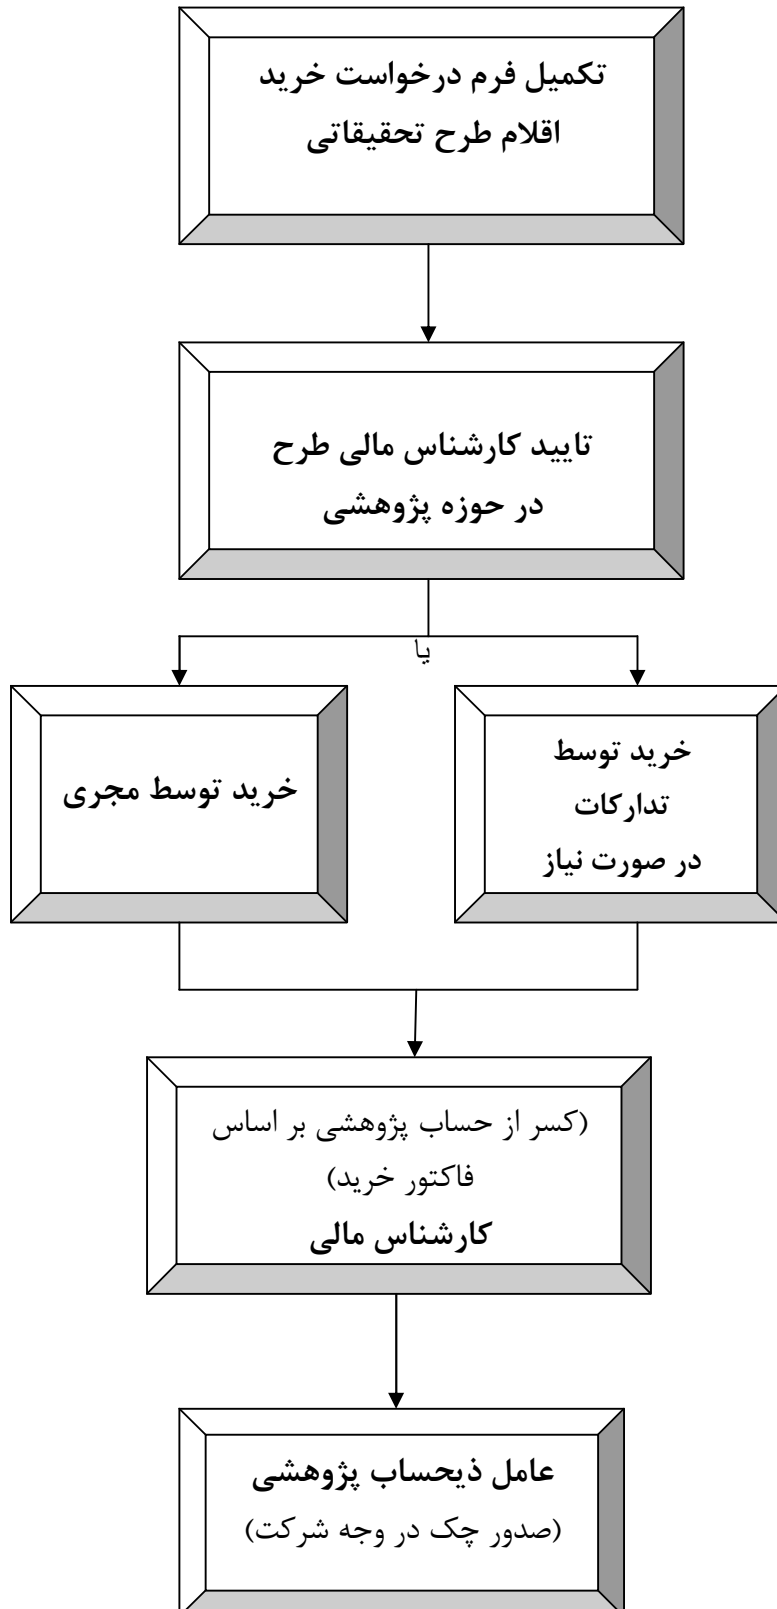 تکمیل فرم درخواست خرید
اقلام طرح تحقیقاتی
تایید کارشناس مالی طرح
در حوزه پژوهشی
یا
خرید توسط
تدارکات
در صورت نیاز
خرید توسط مجری
(کسر از حساب پژوهشی بر اساس
فاکتور خرید)
کارشناس مالی
عامل ذیحساب پژوهشی
(صدور چک در وجه شرکت)